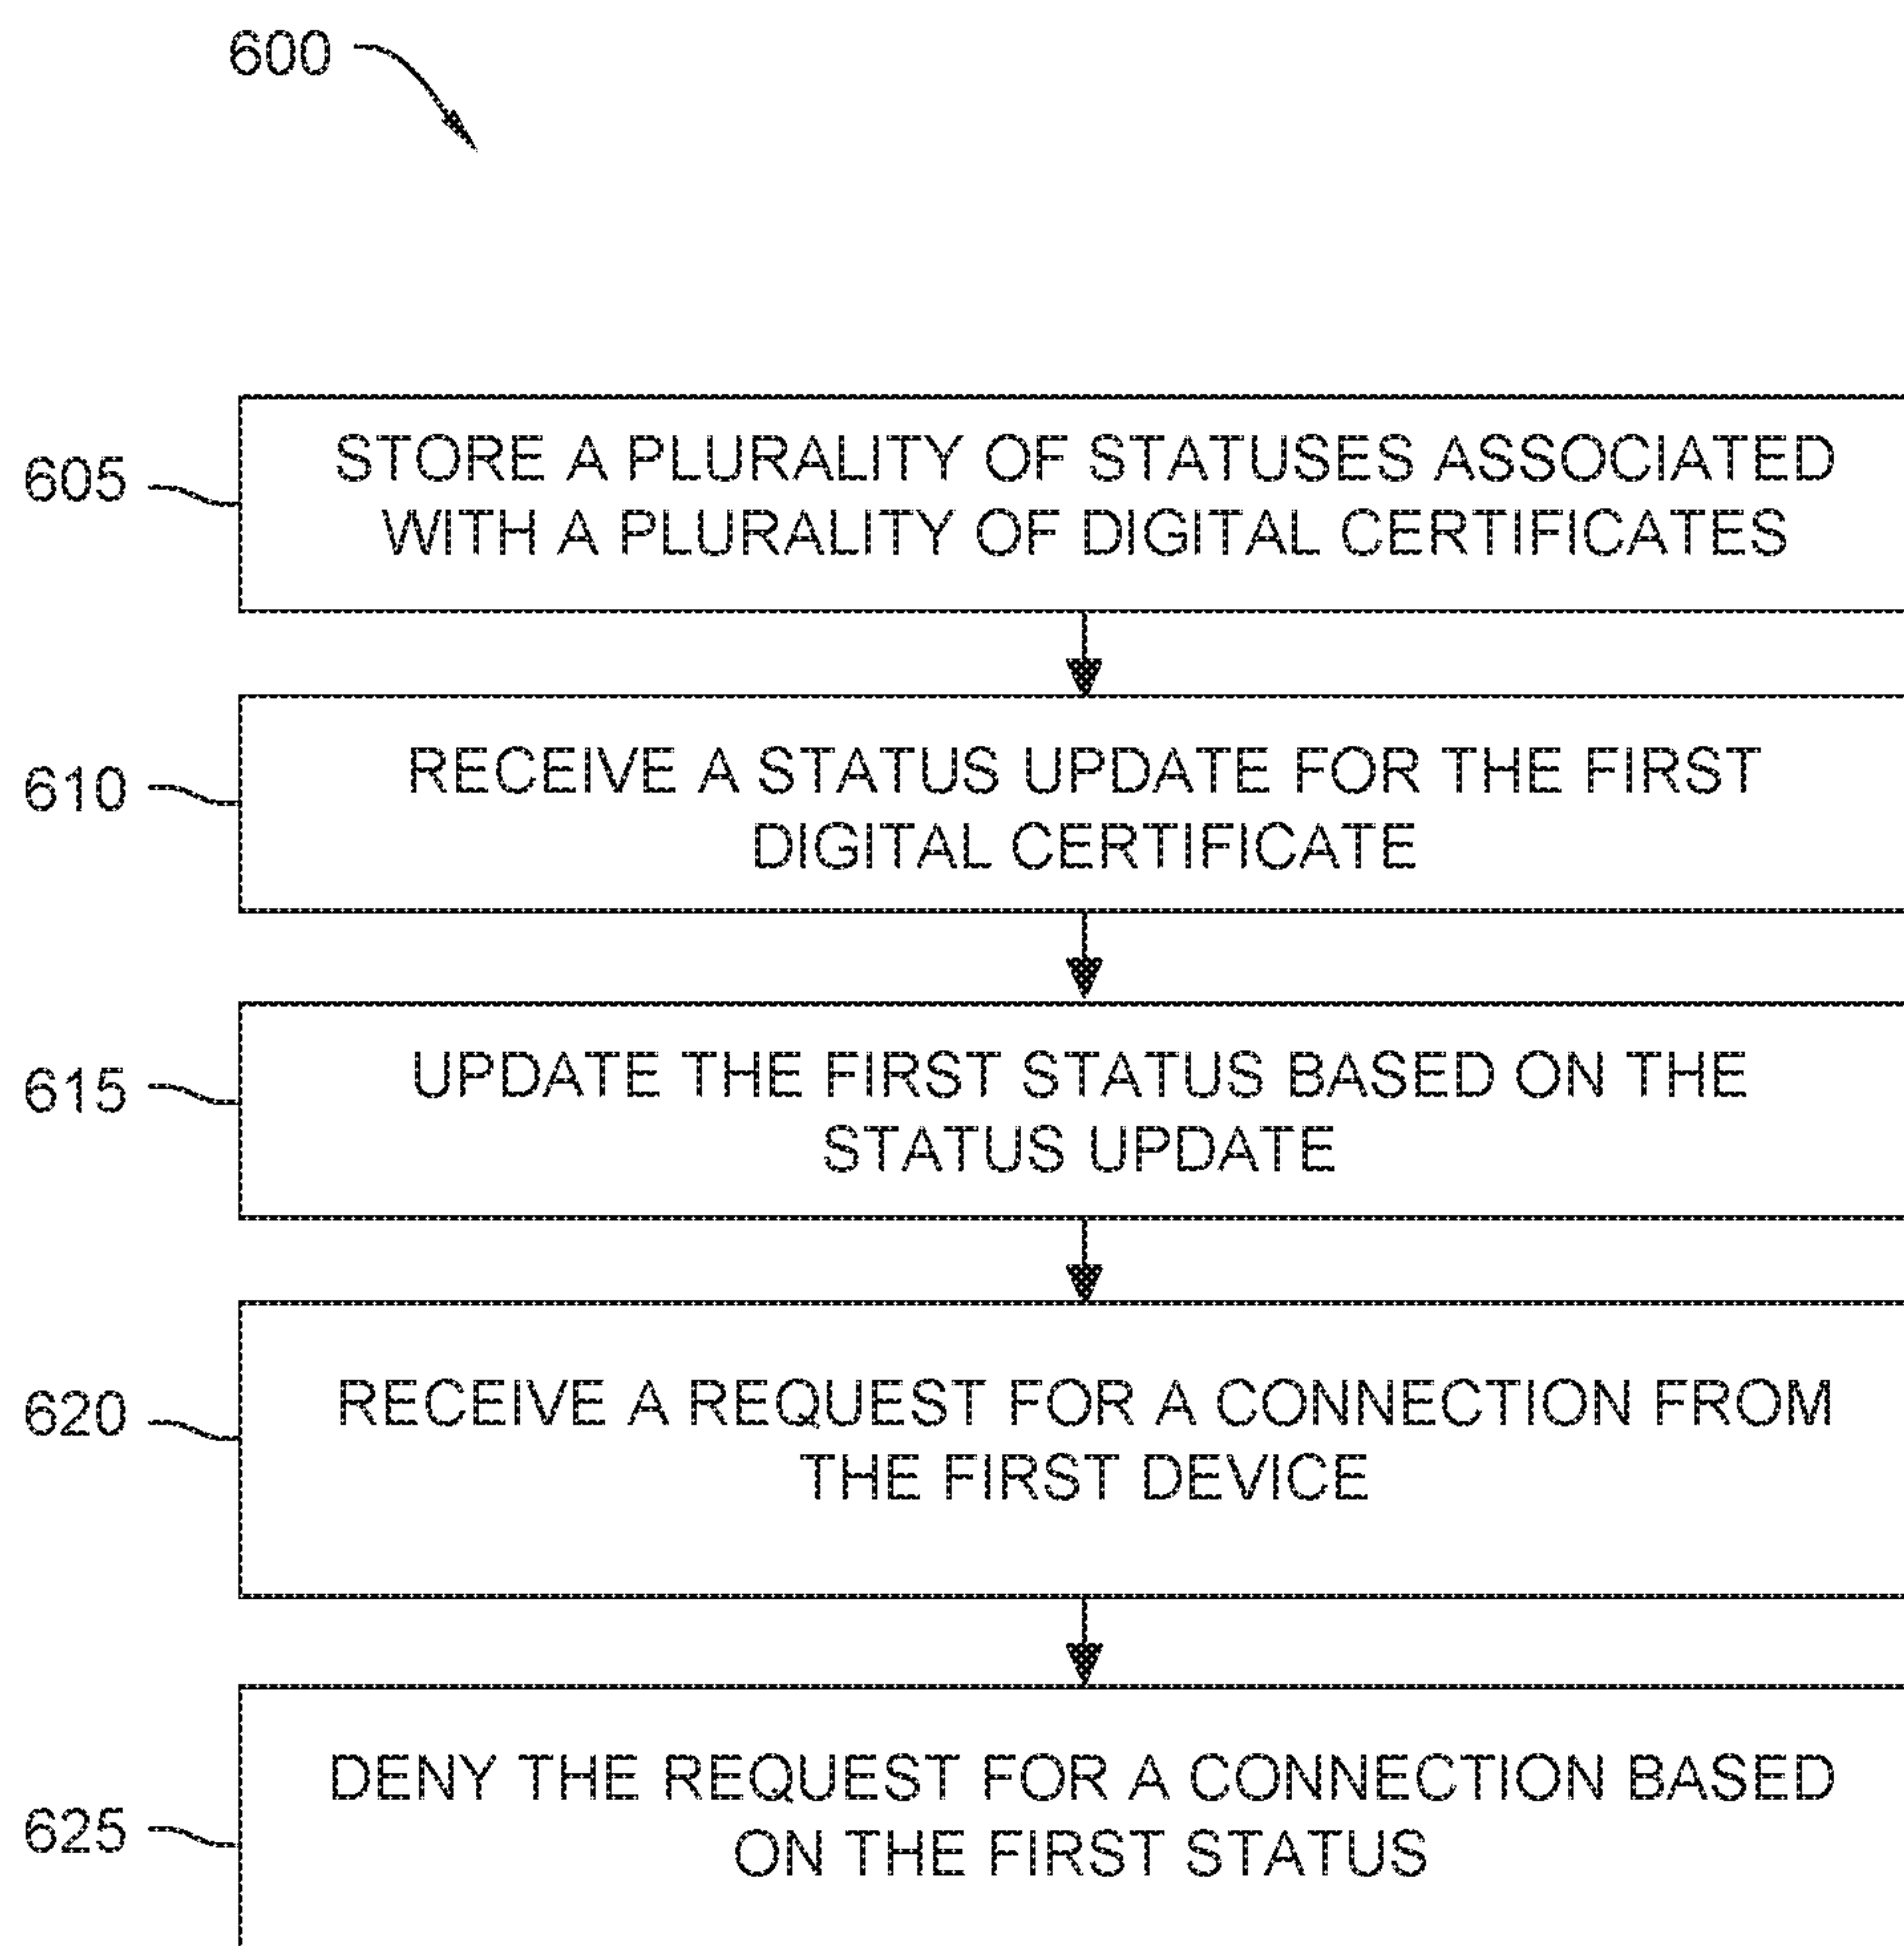 600
605
STORE A PLURALITY OF STATUSES ASSOCIATED
WITH A PLURALITY OF DIGITAL CERTIFICATES
610
RECEIVE A STATUS UPDATE FOR THE FIRST
DIGITAL CERTIFICATE
615
UPDATE THE FIRST STATUS BASED ON THE
STATUS UPDATE
620
RECEIVE A REQUEST FOR A CONNECTION FROM
THE FIRST DEVICE
625
DENY THE REQUEST FOR A CONNECTION BASED
ON THE FIRST STATUS